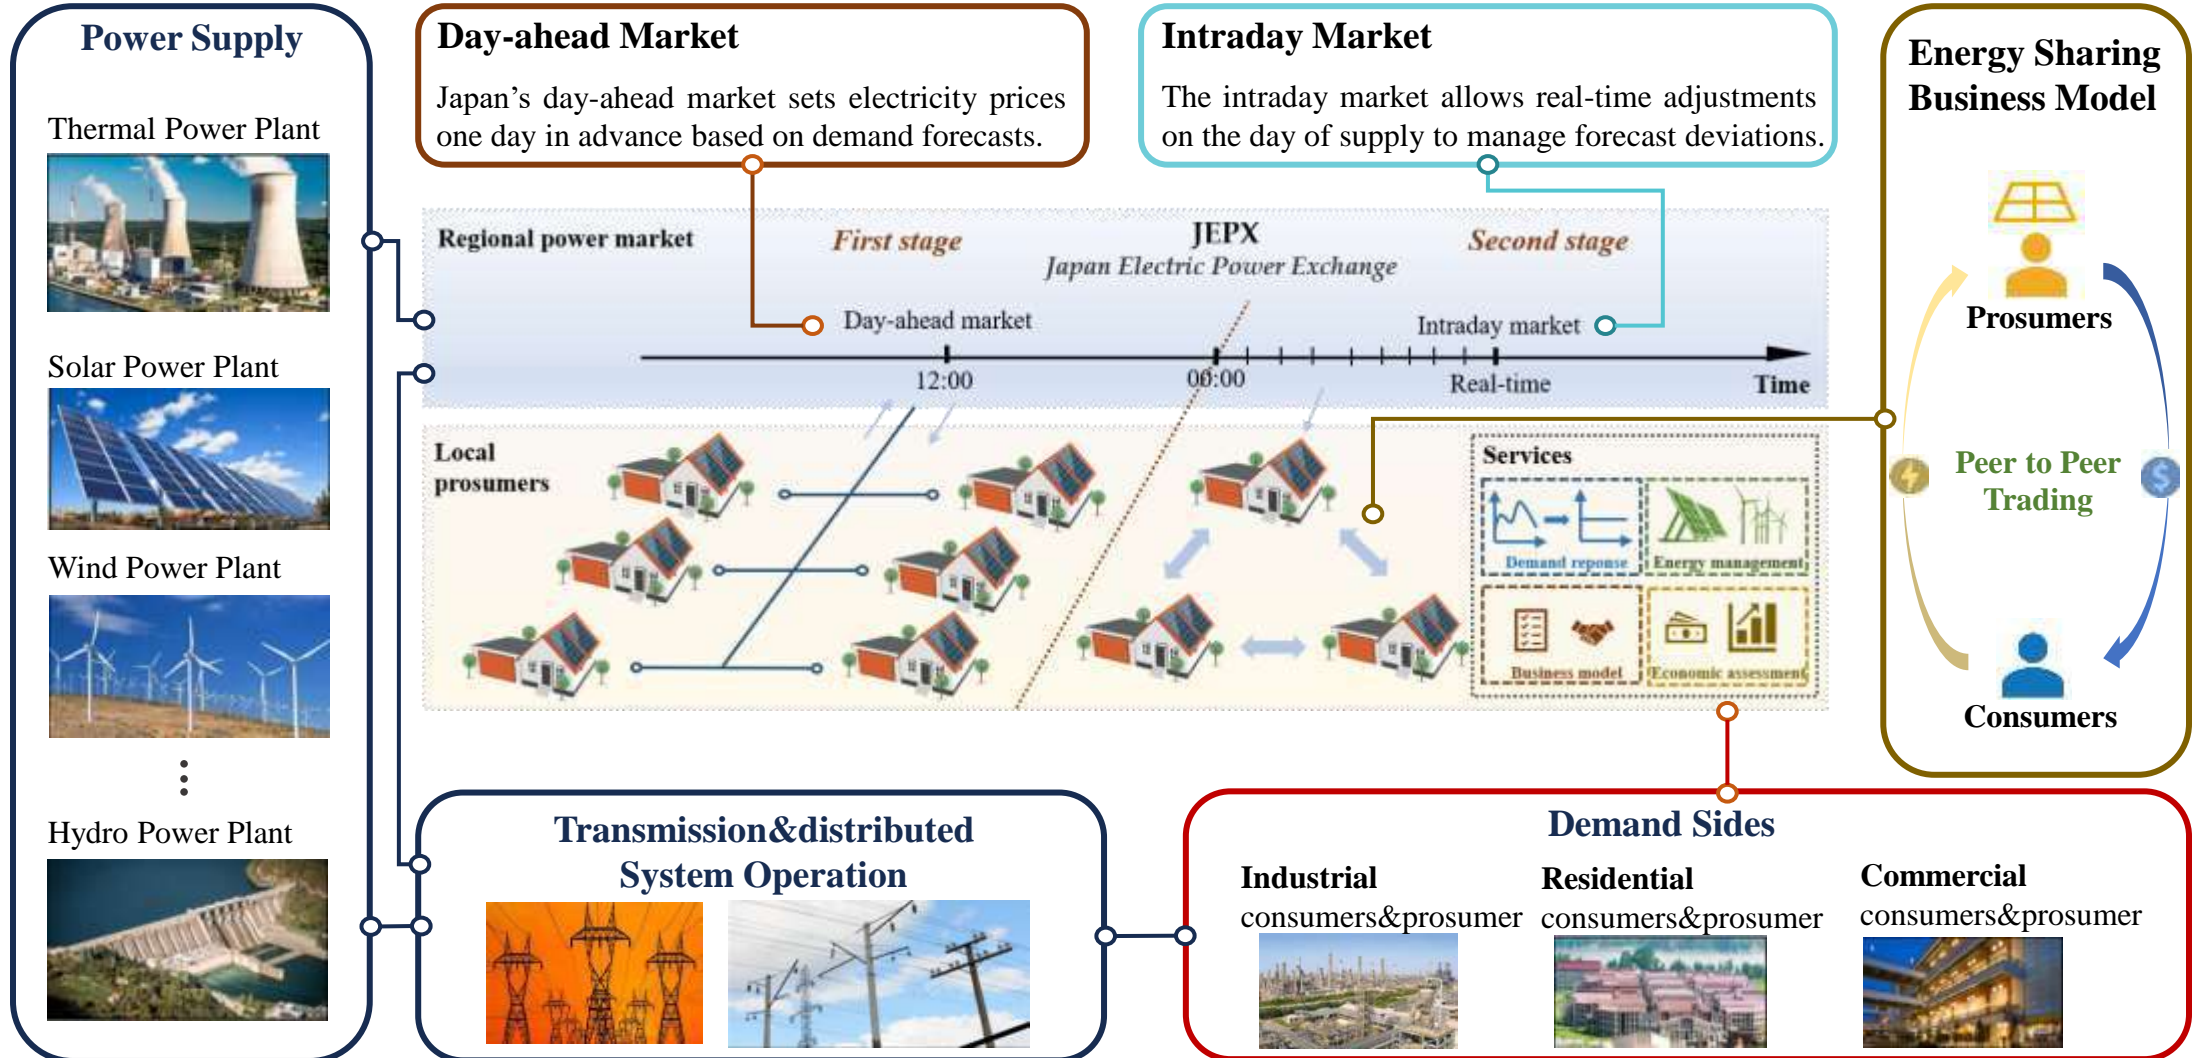 Power Supply
Thermal Power Plant
Solar Power Plant
Wind Power Plant
Hydro Power Plant
Day-ahead Market
Japan's day-ahead market sets electricity prices
one day in advance based on demand forecasts.
Intraday Market
The intraday market allows real-time adjustments
on the day of supply to manage forecast deviations.
Regional power market
First stage
JEPX
Japan Electric Power Exchange
Second stage
Day-ahead market
Intraday market
12:00
00:00
Real-time
Time
Local
prosumers
Services
Demand reponse
Energy management
Business model
Economic assessment
Energy Sharing
Business Model
Prosumers
Peer to Peer
Trading
$
Consumers
Transmission&distributed
System Operation
Demand Sides
Industrial
consumers&prosumer
Residential
consumers&prosumer
Commercial
consumers&prosumer